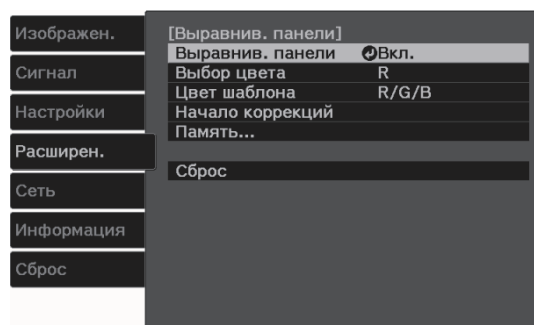 Изображен.
Сигнал
Настройки
Расширен.
Сеть
Информация
Сброс
[Выравнив. панели]
Выравнив. панели Вкл.
Выбор цвета R
Цвет шаблона R/G/B
Начало коррекций
Память...
Сброс